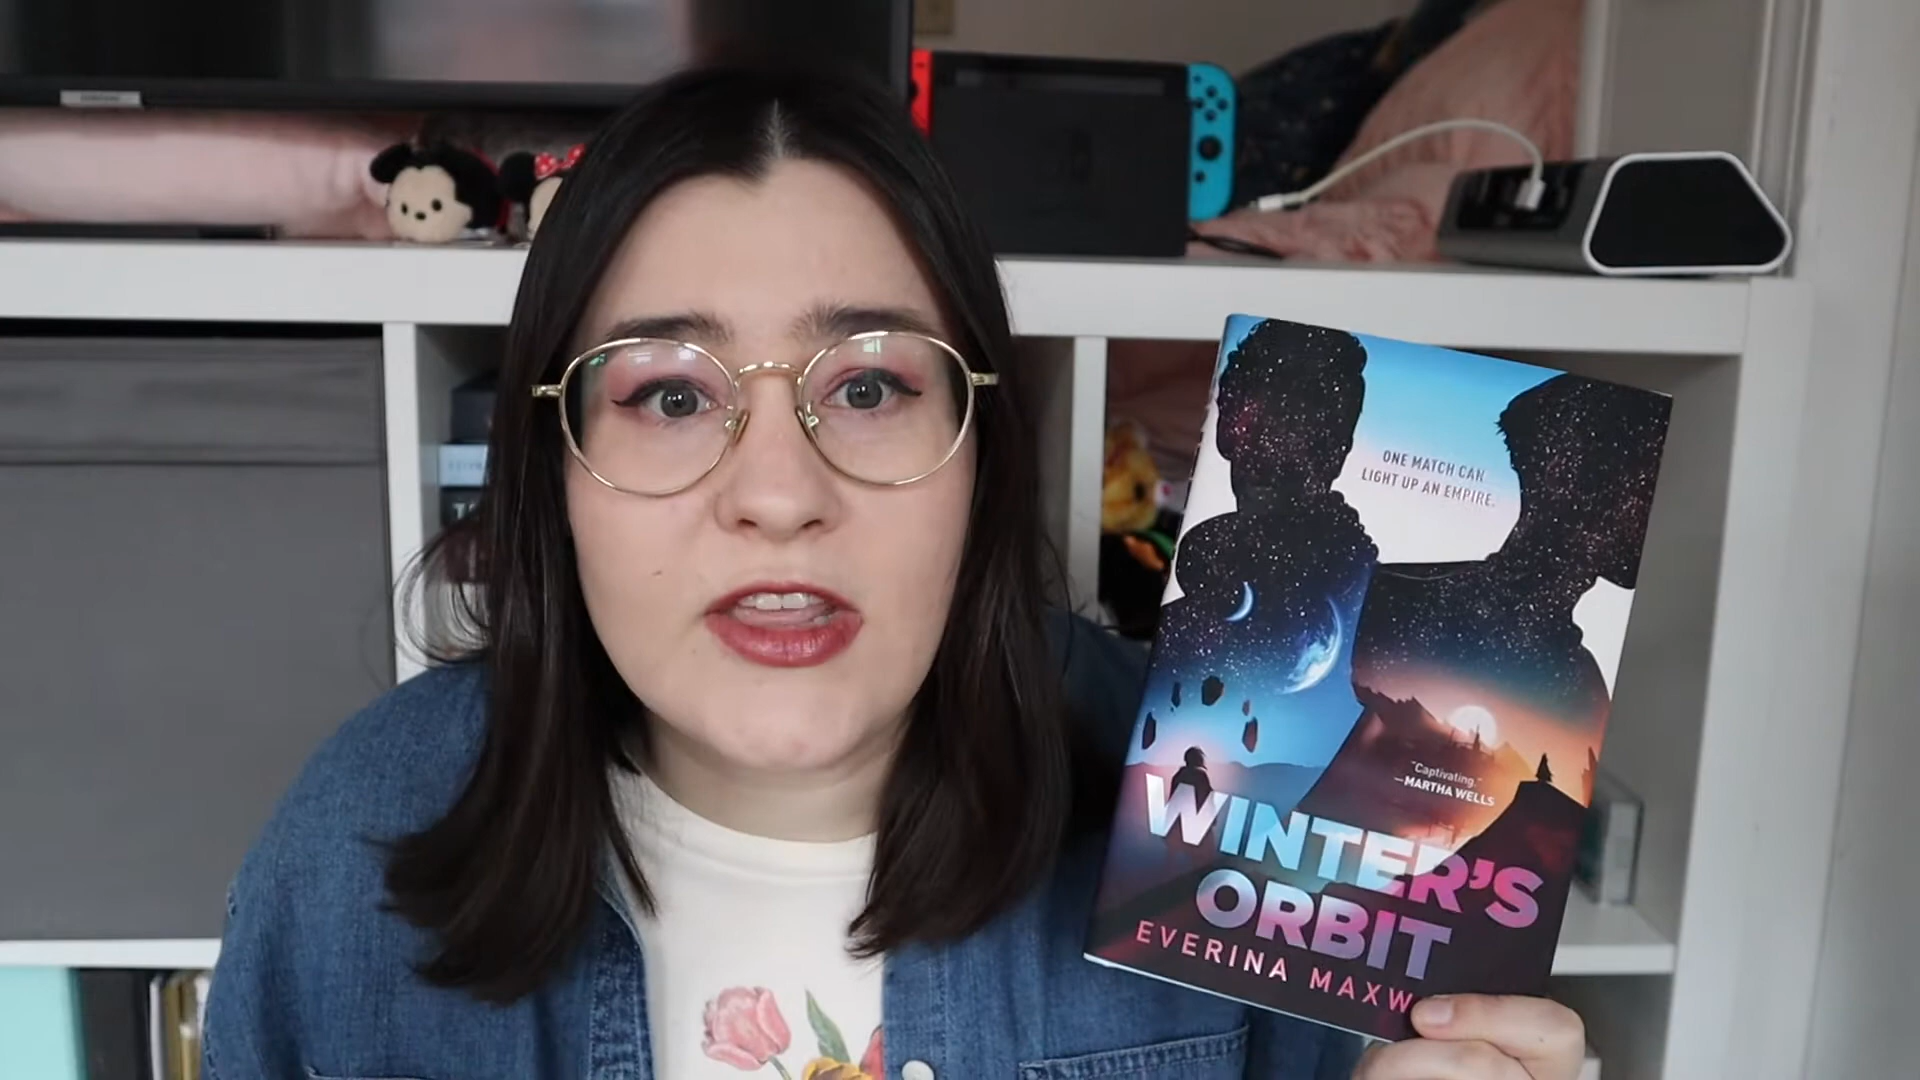 ONE MATCH CAN
LIGHT UP AN EMPIRE.
"Captivating."
—MARTHA WELLS
WINTER'S
ORBIT
EVERINA MAXW